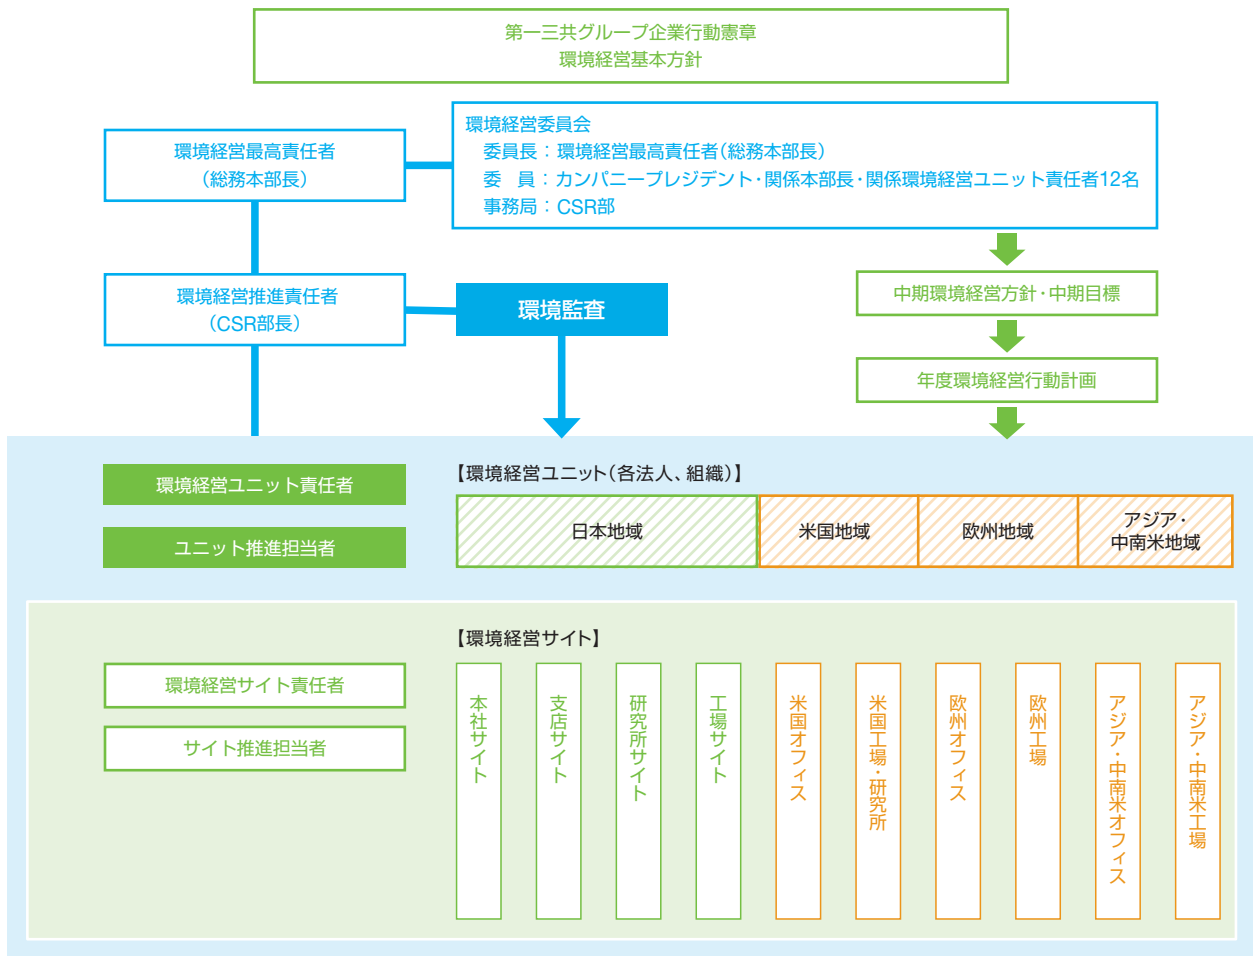 第一三共グループ企業行動憲章
環境経営基本方針
環境経営最高責任者
（総務本部長）
環境経営委員会
委員長：環境経営最高責任者（総務本部長）
委　員：カンパニープレジデント・関係本部長・関係環境経営ユニット責任者12名
事務局：CSR部
環境経営推進責任者
（CSR部長）
環境監査
中期環境経営方針・中期目標
年度環境経営行動計画
環境経営ユニット責任者
ユニット推進担当者
【環境経営ユニット（各法人、組織）】
日本地域
米国地域
欧州地域
アジア・
中南米地域
【環境経営サイト】
環境経営サイト責任者
サイト推進担当者
本社サイト
支店サイト
研究所サイト
工場サイト
米国オフィス
米国工場・研究所
欧州オフィス
欧州工場
アジア・中南米オフィス
アジア・中南米工場